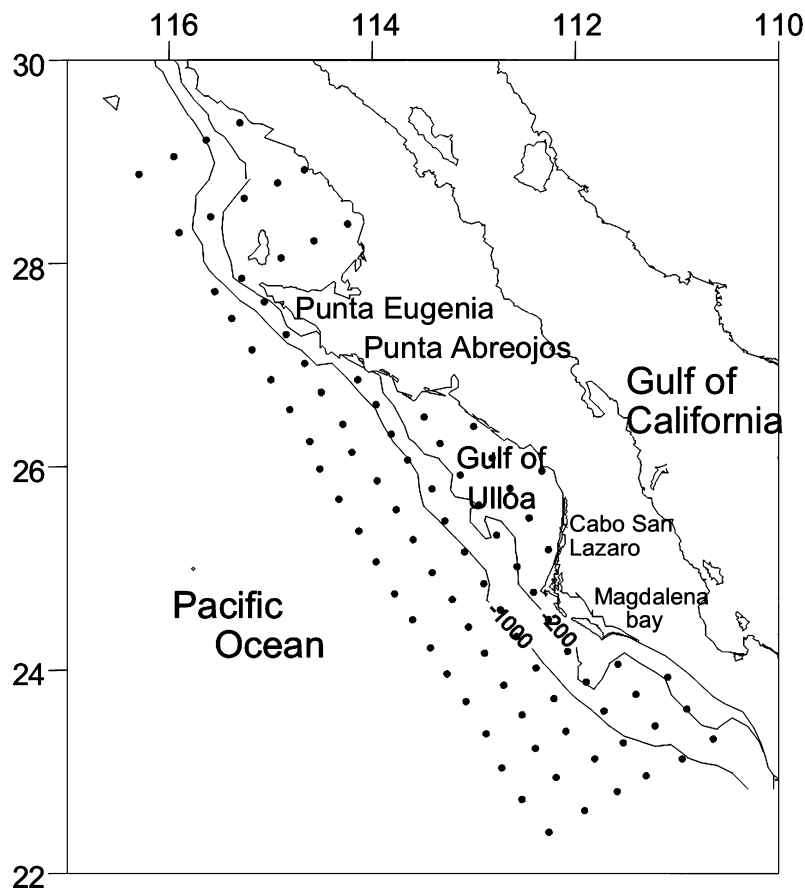 116 114 112 110
30
28
Punta Eugenia
Punta Abreojos
Gulf of
California
26
Gulf of
Ulloa
Cabo San
Lazaro
Pacific
Ocean
Magdalena
bay
-1000
-200
24
22